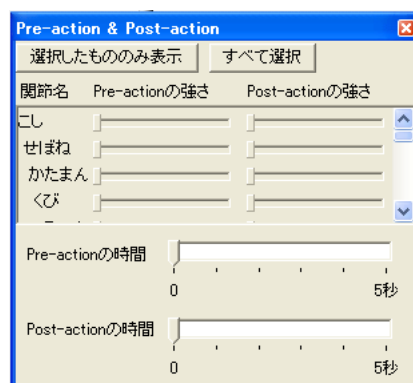 Pre-action & Post-action
選択したもののみ表示 すべて選択
関節名 Pre-actionの強さ Post-actionの強さ
こし
せぼね
かたまん
くび
Pre-actionの時間
0 5秒
Post-actionの時間
0 5秒